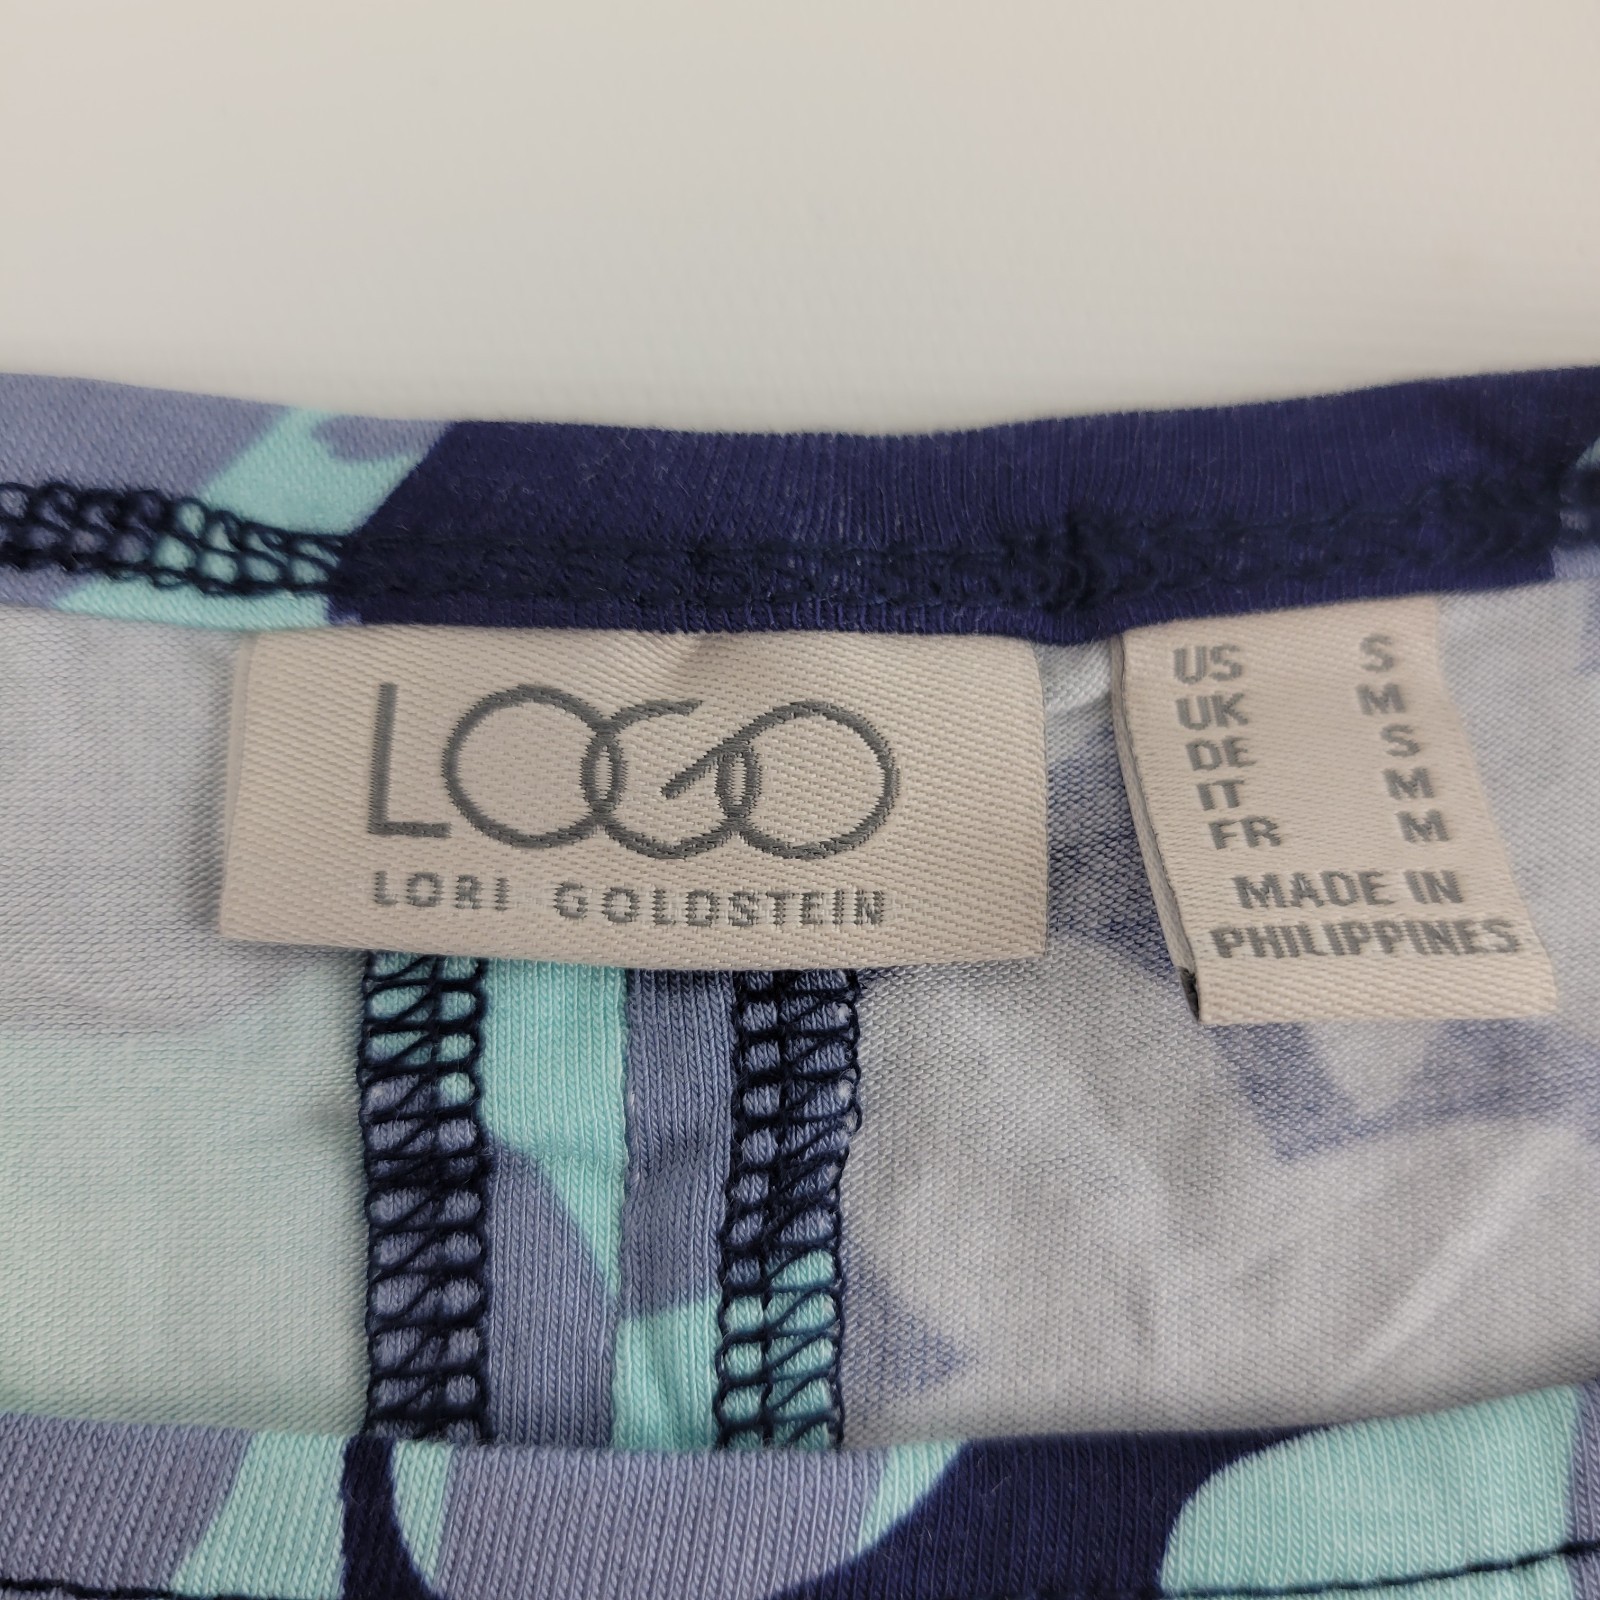 LOGO
LORI GOLDSTEIN
US S
UK M
DE S
IT M
FR M
MADE IN
PHILIPPINES